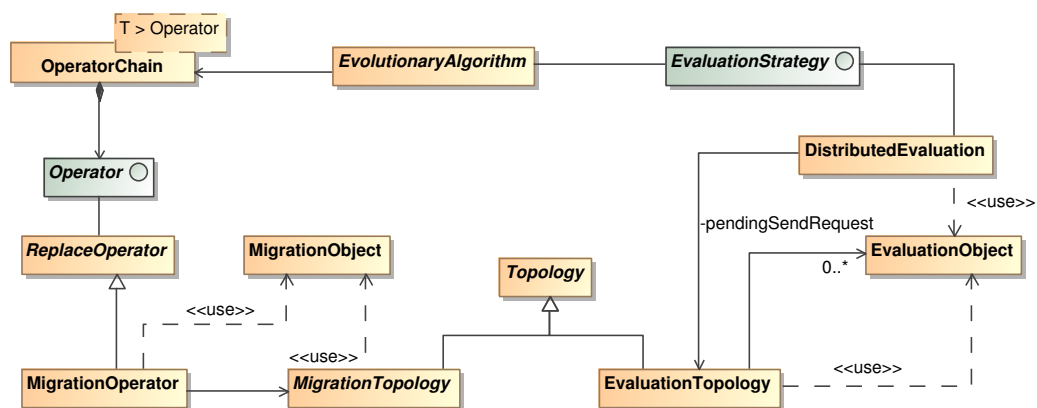 T > Operator
OperatorChain
EvolutionaryAlgorithm
EvaluationStrategy
DistributedEvaluation
Operator
<<use>>
-pendingSendRequest
ReplaceOperator
MigrationObject
EvaluationObject
0..*
Topology
<<use>>
<<use>>
<<use>>
MigrationOperator
MigrationTopology
EvaluationTopology